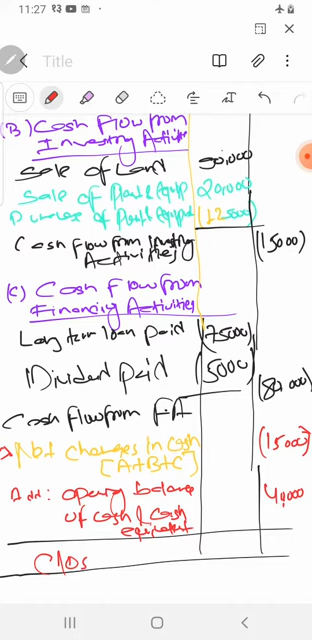 11:27 १३
Title
(B) Cash Flow from
Investing Activities
Sale of Land 90,000
Sale of Plant & Equip 20,000
Purchase of Plant & Equip (125000)
Cash Flow from Investing
Activities (15000)
(C) Cash Flow from
Financing Activities
Long term loan paid (75000)
Dividend paid (5000)
(80,000)
Cash flow from FA
Net changes in cash (15000)
[A+B+C]
Add: opening balance 40,000
of cash & cash
equivalent